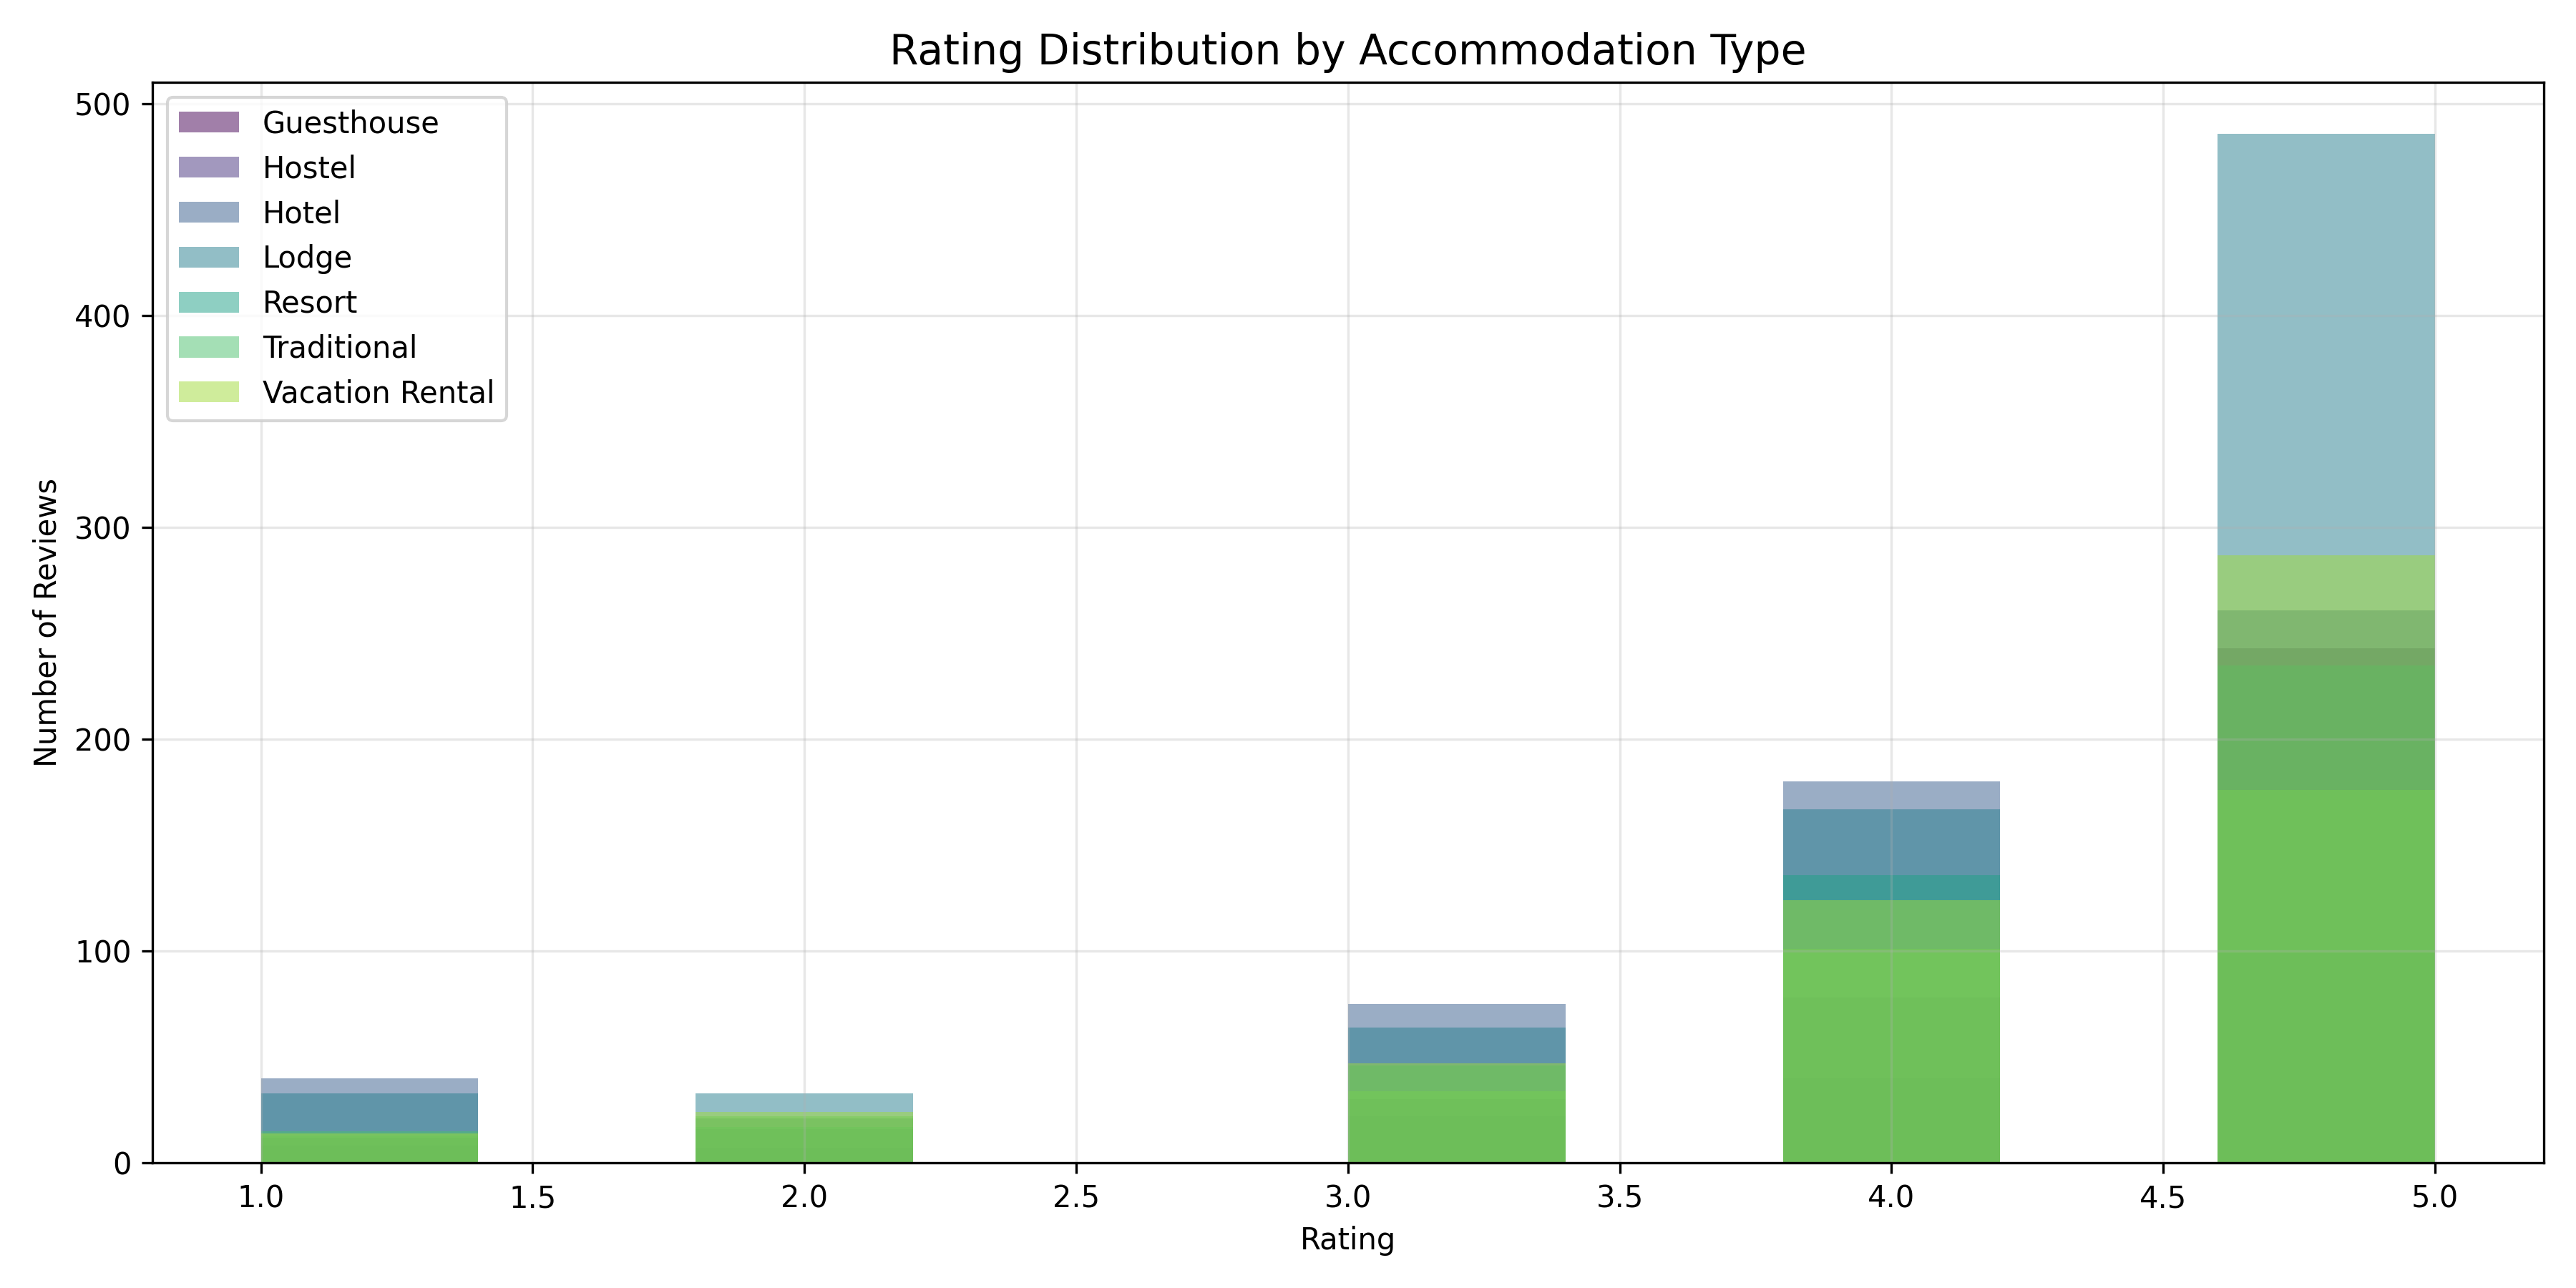 Rating Distribution by Accommodation Type
500
400
300
200
100
0
Number of Reviews
Guesthouse
Hostel
Hotel
Lodge
Resort
Traditional
Vacation Rental
1.0 1.5 2.0 2.5 3.0 3.5 4.0 4.5 5.0
Rating